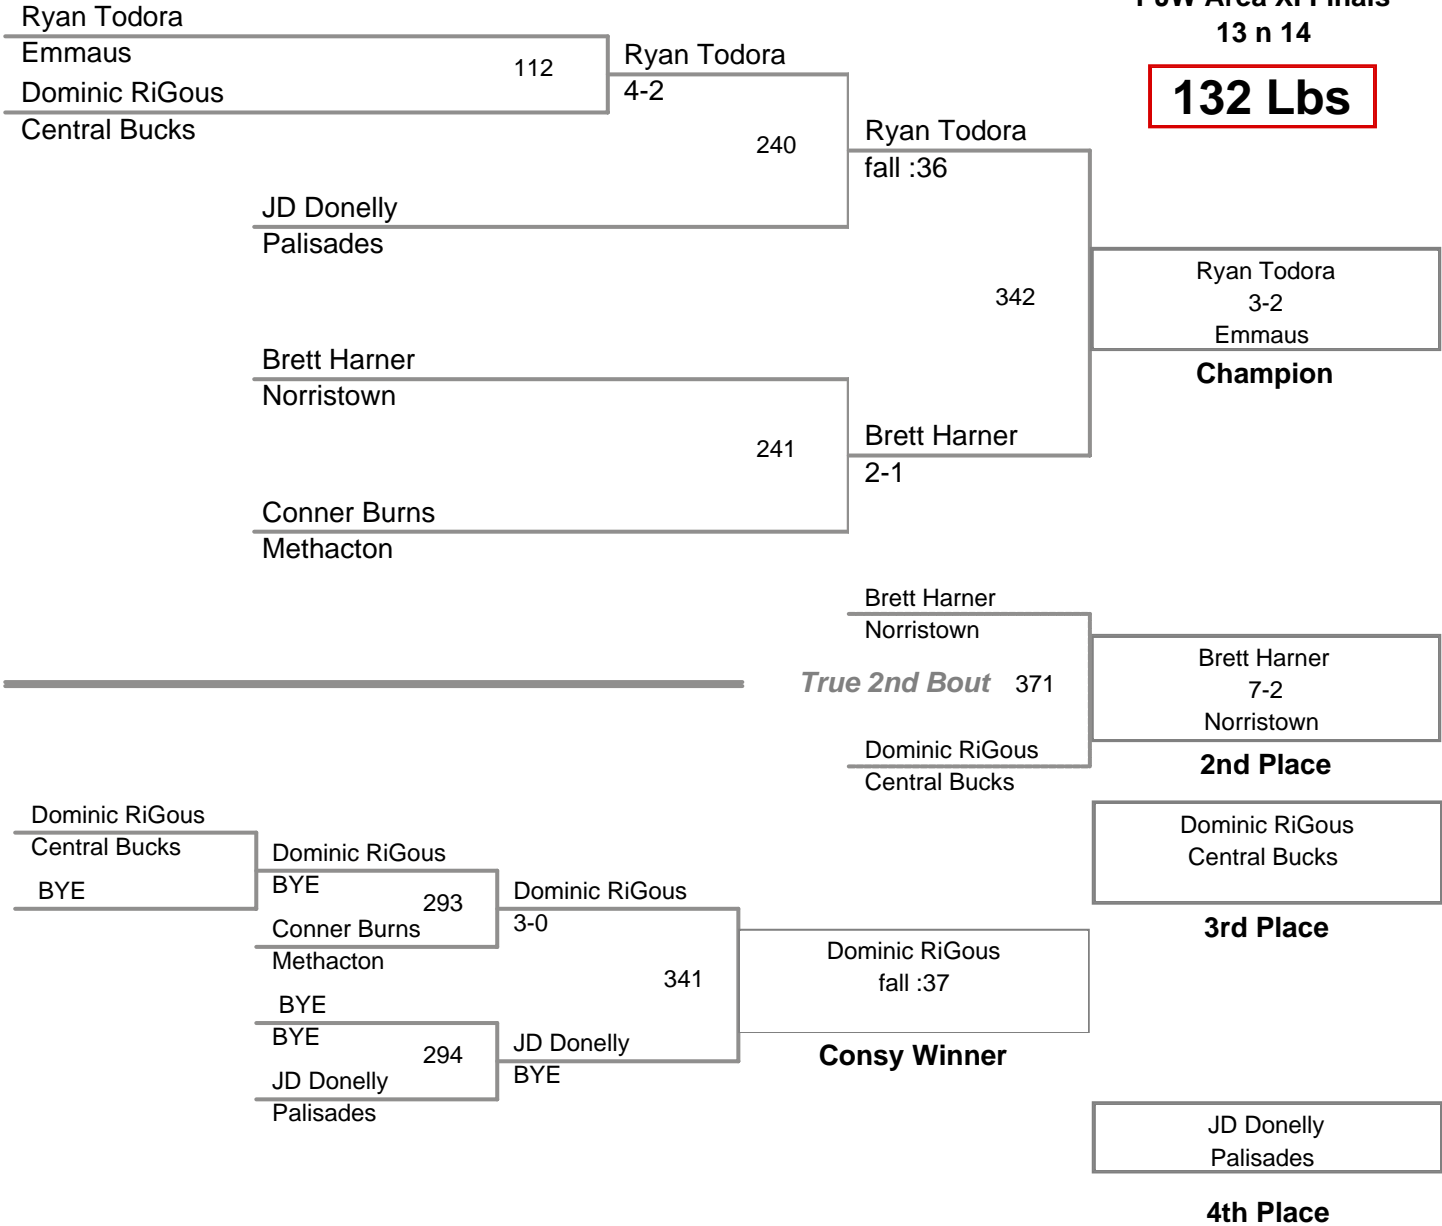 Area XI Finals
13 n 14
132 Lbs
Ryan Todora
Emmaus
112
Dominic RiGous
Central Bucks
Ryan Todora
4-2
240
JD Donelly
Palisades
Ryan Todora
fall :36
342
Brett Harner
Norristown
241
Conner Burns
Methacton
Brett Harner
2-1
Ryan Todora
3-2
Emmaus
Champion
Brett Harner
Norristown
True 2nd Bout 371
Dominic RiGous
Central Bucks
Brett Harner
7-2
Norristown
2nd Place
Dominic RiGous
Central Bucks
BYE
Dominic RiGous
BYE
293
Conner Burns
Methacton
BYE
BYE
294
JD Donelly
Palisades
Dominic RiGous
3-0
341
JD Donelly
BYE
Dominic RiGous
fall :37
Consy Winner
Dominic RiGous
Central Bucks
3rd Place
JD Donelly
Palisades
4th Place